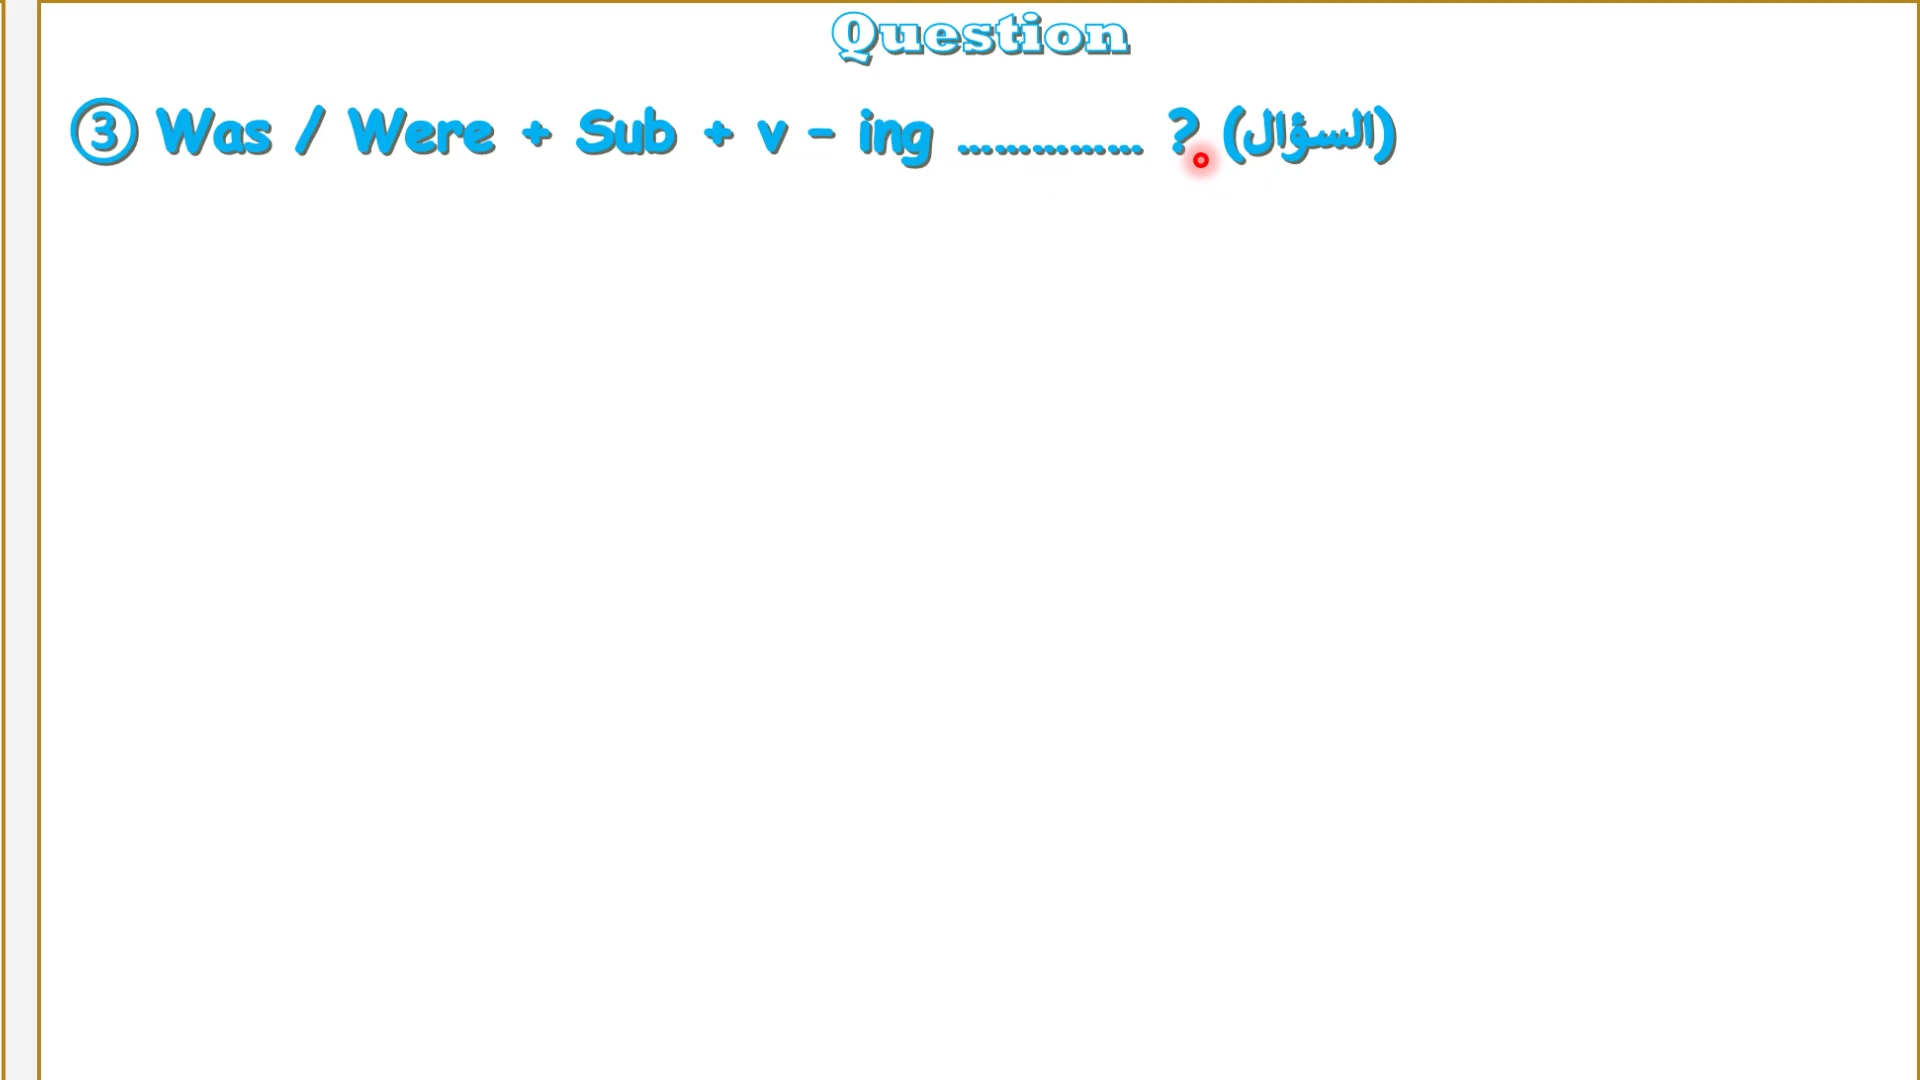 Question
③ Was / Were + Sub + v - ing ............... ? (السؤال)